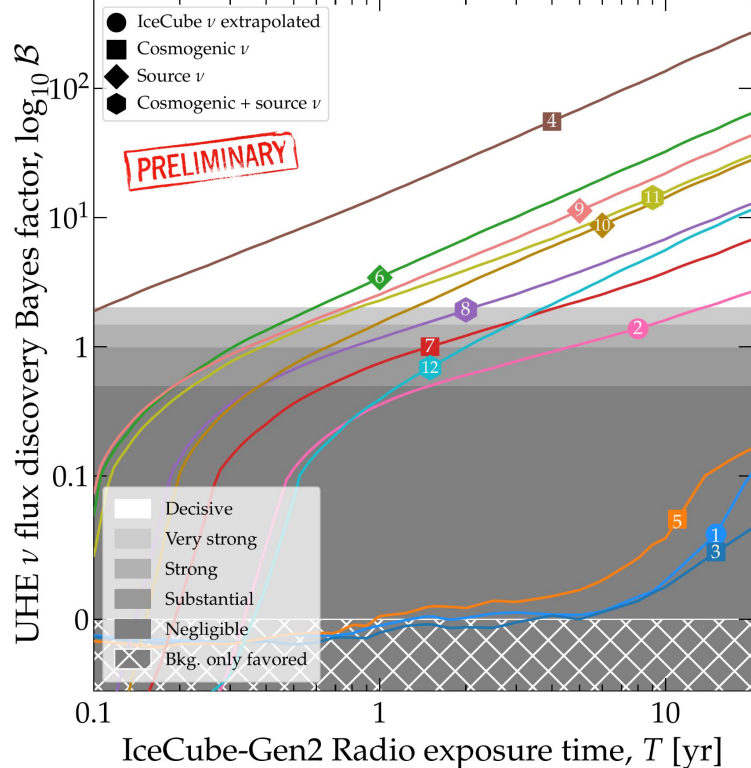 IceCube ν extrapolated
Cosmogenic ν
Source ν
Cosmogenic + source ν
PRELIMINARY
UHE ν flux discovery Bayes factor, log₁₀ ℬ
10²
10¹
1
0.1
0
4
11
9
10
6
8
2
7
12
5
1
3
Decisive
Very strong
Strong
Substantial
Negligible
Bkg. only favored
0.1
1
10
IceCube-Gen2 Radio exposure time, T [yr]